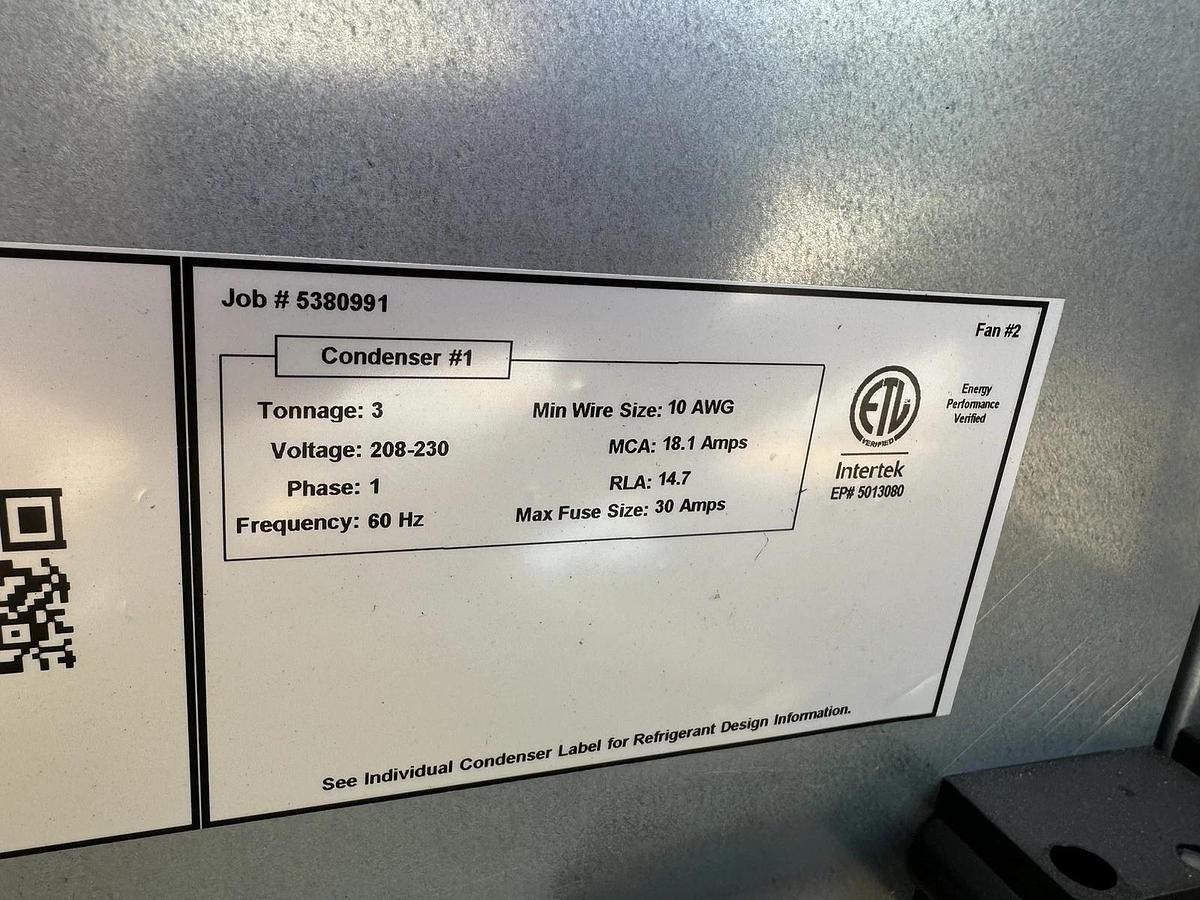 Job # 5380991
Fan #2
Condenser #1
Tonnage: 3
Voltage: 208-230
Phase: 1
Frequency: 60 Hz
Min Wire Size: 10 AWG
MCA: 18.1 Amps
RLA: 14.7
Max Fuse Size: 30 Amps
ETL
VERIFIED
Intertek
EP# 5013080
Energy
Performance
Verified
See Individual Condenser Label for Refrigerant Design Information.